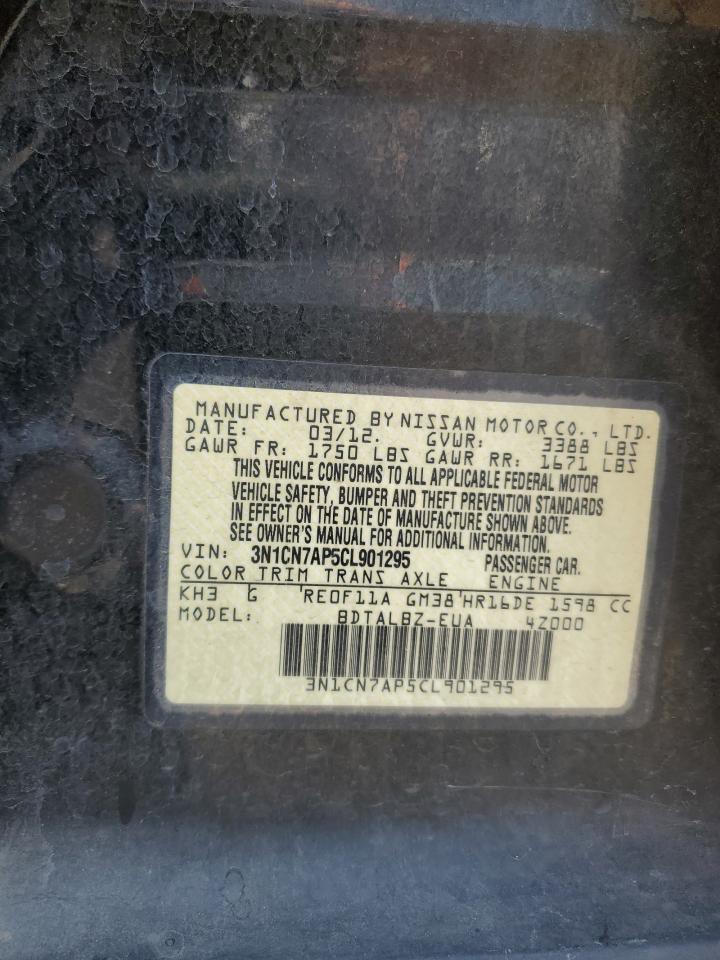 MANUFACTURED BY NISSAN MOTOR CO., LTD.
DATE: 03/12. GVWR: 3388 LBS
GAWR FR: 1750 LBS GAWR RR: 1671 LBS
THIS VEHICLE CONFORMS TO ALL APPLICABLE FEDERAL MOTOR
VEHICLE SAFETY, BUMPER AND THEFT PREVENTION STANDARDS
IN EFFECT ON THE DATE OF MANUFACTURE SHOWN ABOVE.
SEE OWNER'S MANUAL FOR ADDITIONAL INFORMATION.
VIN: 3N1CN7AP5CL901295 PASSENGER CAR.
COLOR TRIM TRANS AXLE ENGINE
KH3 G RE0F11A GM38 HR16DE 1598 CC
MODEL: BDTALBZ-EUA 4Z000
3N1CN7AP5CL901295